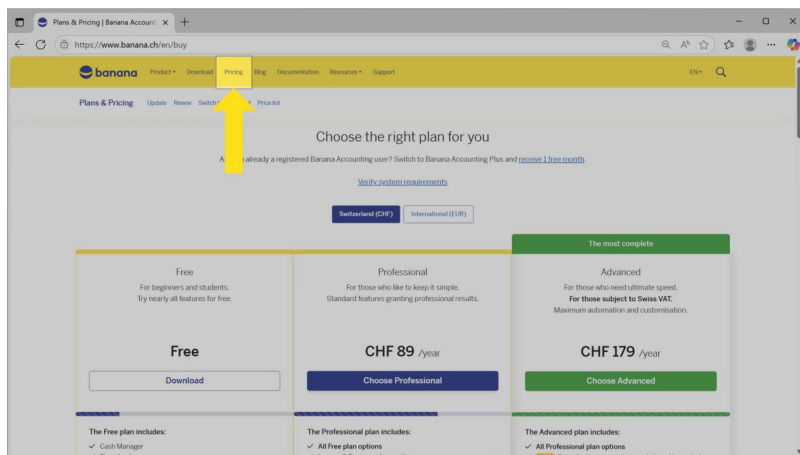 Plans & Pricing | Banana Accounti
https://www.banana.ch/en/buy
banana Product Download Pricing Blog Documentation Resources Support EN
Plans & Pricing Update Renew Switch Price list
Choose the right plan for you
already a registered Banana Accounting user? Switch to Banana Accounting Plus and receive 1 free month.
Verify system requirements
Switzerland (CHF) International (EUR)
The most complete
Free
For beginners and students.
Try nearly all features for free.
Free
Download
The Free plan includes:
Cash Manager
Professional
For those who like to keep it simple.
Standard features granting professional results.
CHF 89 /year
Choose Professional
The Professional plan includes:
All Free plan options
Advanced
For those who need ultimate speed.
For those subject to Swiss VAT.
Maximum automation and customisation.
CHF 179 /year
Choose Advanced
The Advanced plan includes:
All Professional plan options